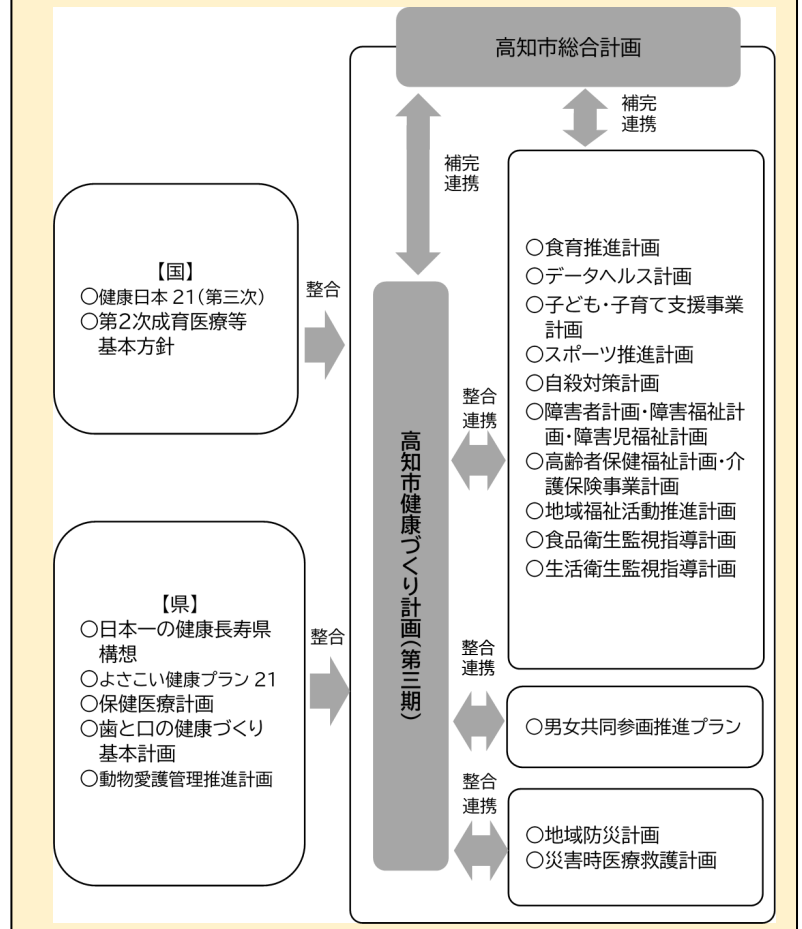 高知市総合計画
補完
連携
補完
連携
【国】
○健康日本21(第三次)
○第2次成育医療等
基本方針
整合
【県】
○日本一の健康長寿県
構想
○よさこい健康プラン21
○保健医療計画
○歯と口の健康づくり
基本計画
○動物愛護管理推進計画
整合
高知市健康づくり計画(第三期)
整合
連携
○食育推進計画
○データヘルス計画
○子ども・子育て支援事業
計画
○スポーツ推進計画
○自殺対策計画
○障害者計画・障害福祉計
画・障害児福祉計画
○高齢者保健福祉計画・介
護保険事業計画
○地域福祉活動推進計画
○食品衛生監視指導計画
○生活衛生監視指導計画
整合
連携
○男女共同参画推進プラン
整合
連携
○地域防災計画
○災害時医療救護計画